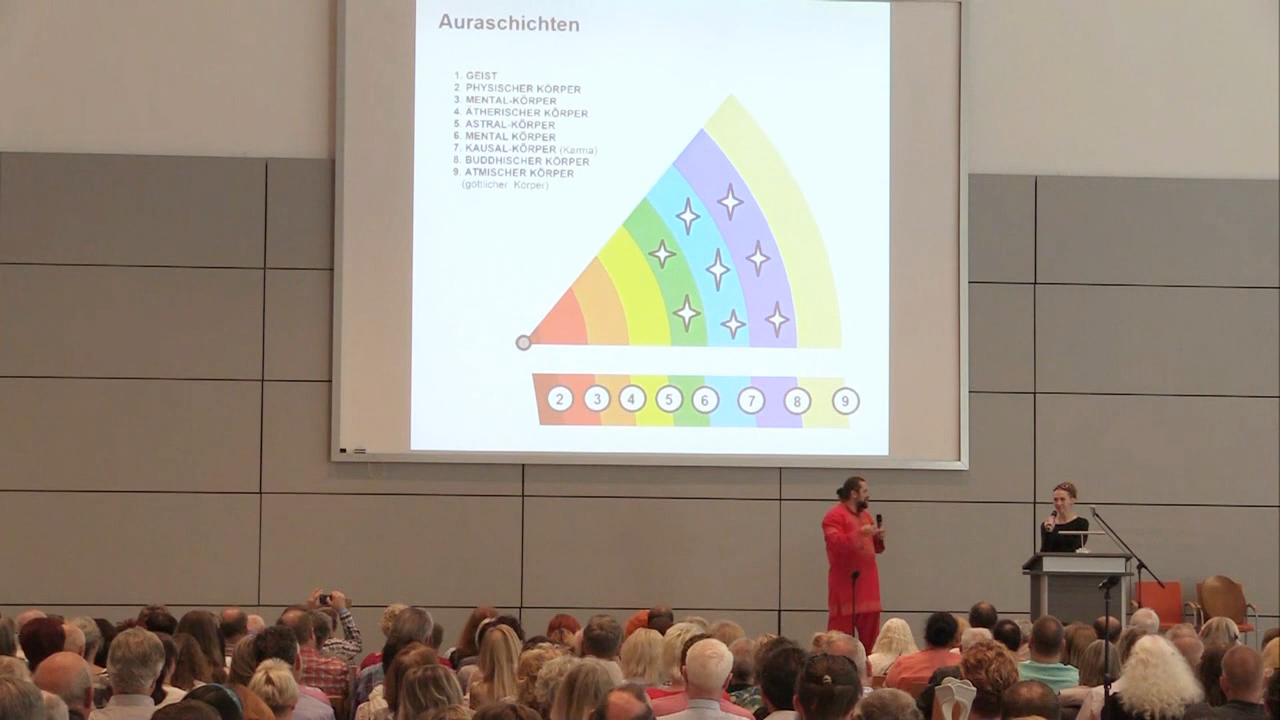 Auraschichten
1. GEIST
2. PHYSISCHER KÖRPER
3. MENTAL-KÖRPER
4. ÄTHERISCHER KÖRPER
5. ASTRAL-KÖRPER
6. MENTAL KÖRPER
7. KAUSAL-KÖRPER (Karma)
8. BUDDHISCHER KÖRPER
9. ATMISCHER KÖRPER
(göttlicher Körper)
2 3 4 5 6 7 8 9